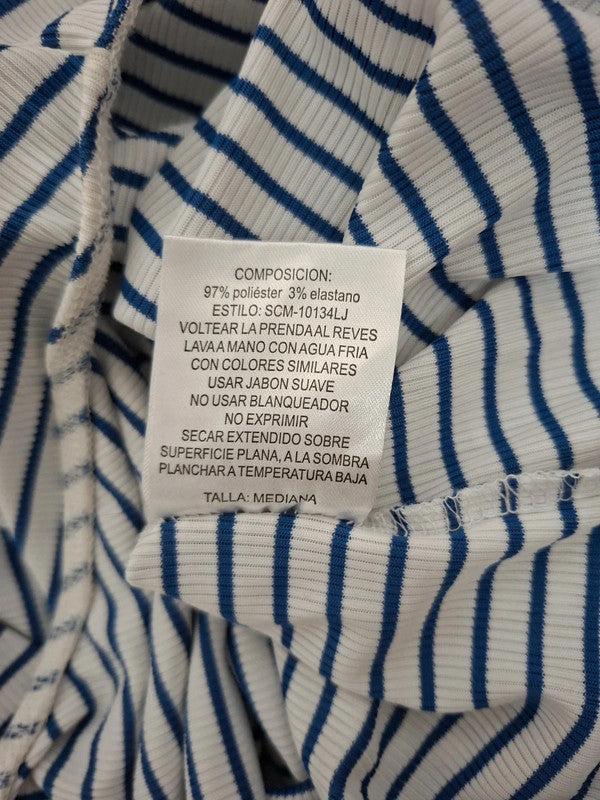 COMPOSICION:
97% poliéster 3% elastano
ESTILO: SCM-10134LJ
VOLTEAR LA PRENDA AL REVES
LAVA A MANO CON AGUA FRIA
CON COLORES SIMILARES
USAR JABON SUAVE
NO USAR BLANQUEADOR
NO EXPRIMIR
SECAR EXTENDIDO SOBRE
SUPERFICIE PLANA, A LA SOMBRA
PLANCHAR A TEMPERATURA BAJA
TALLA: MEDIANA